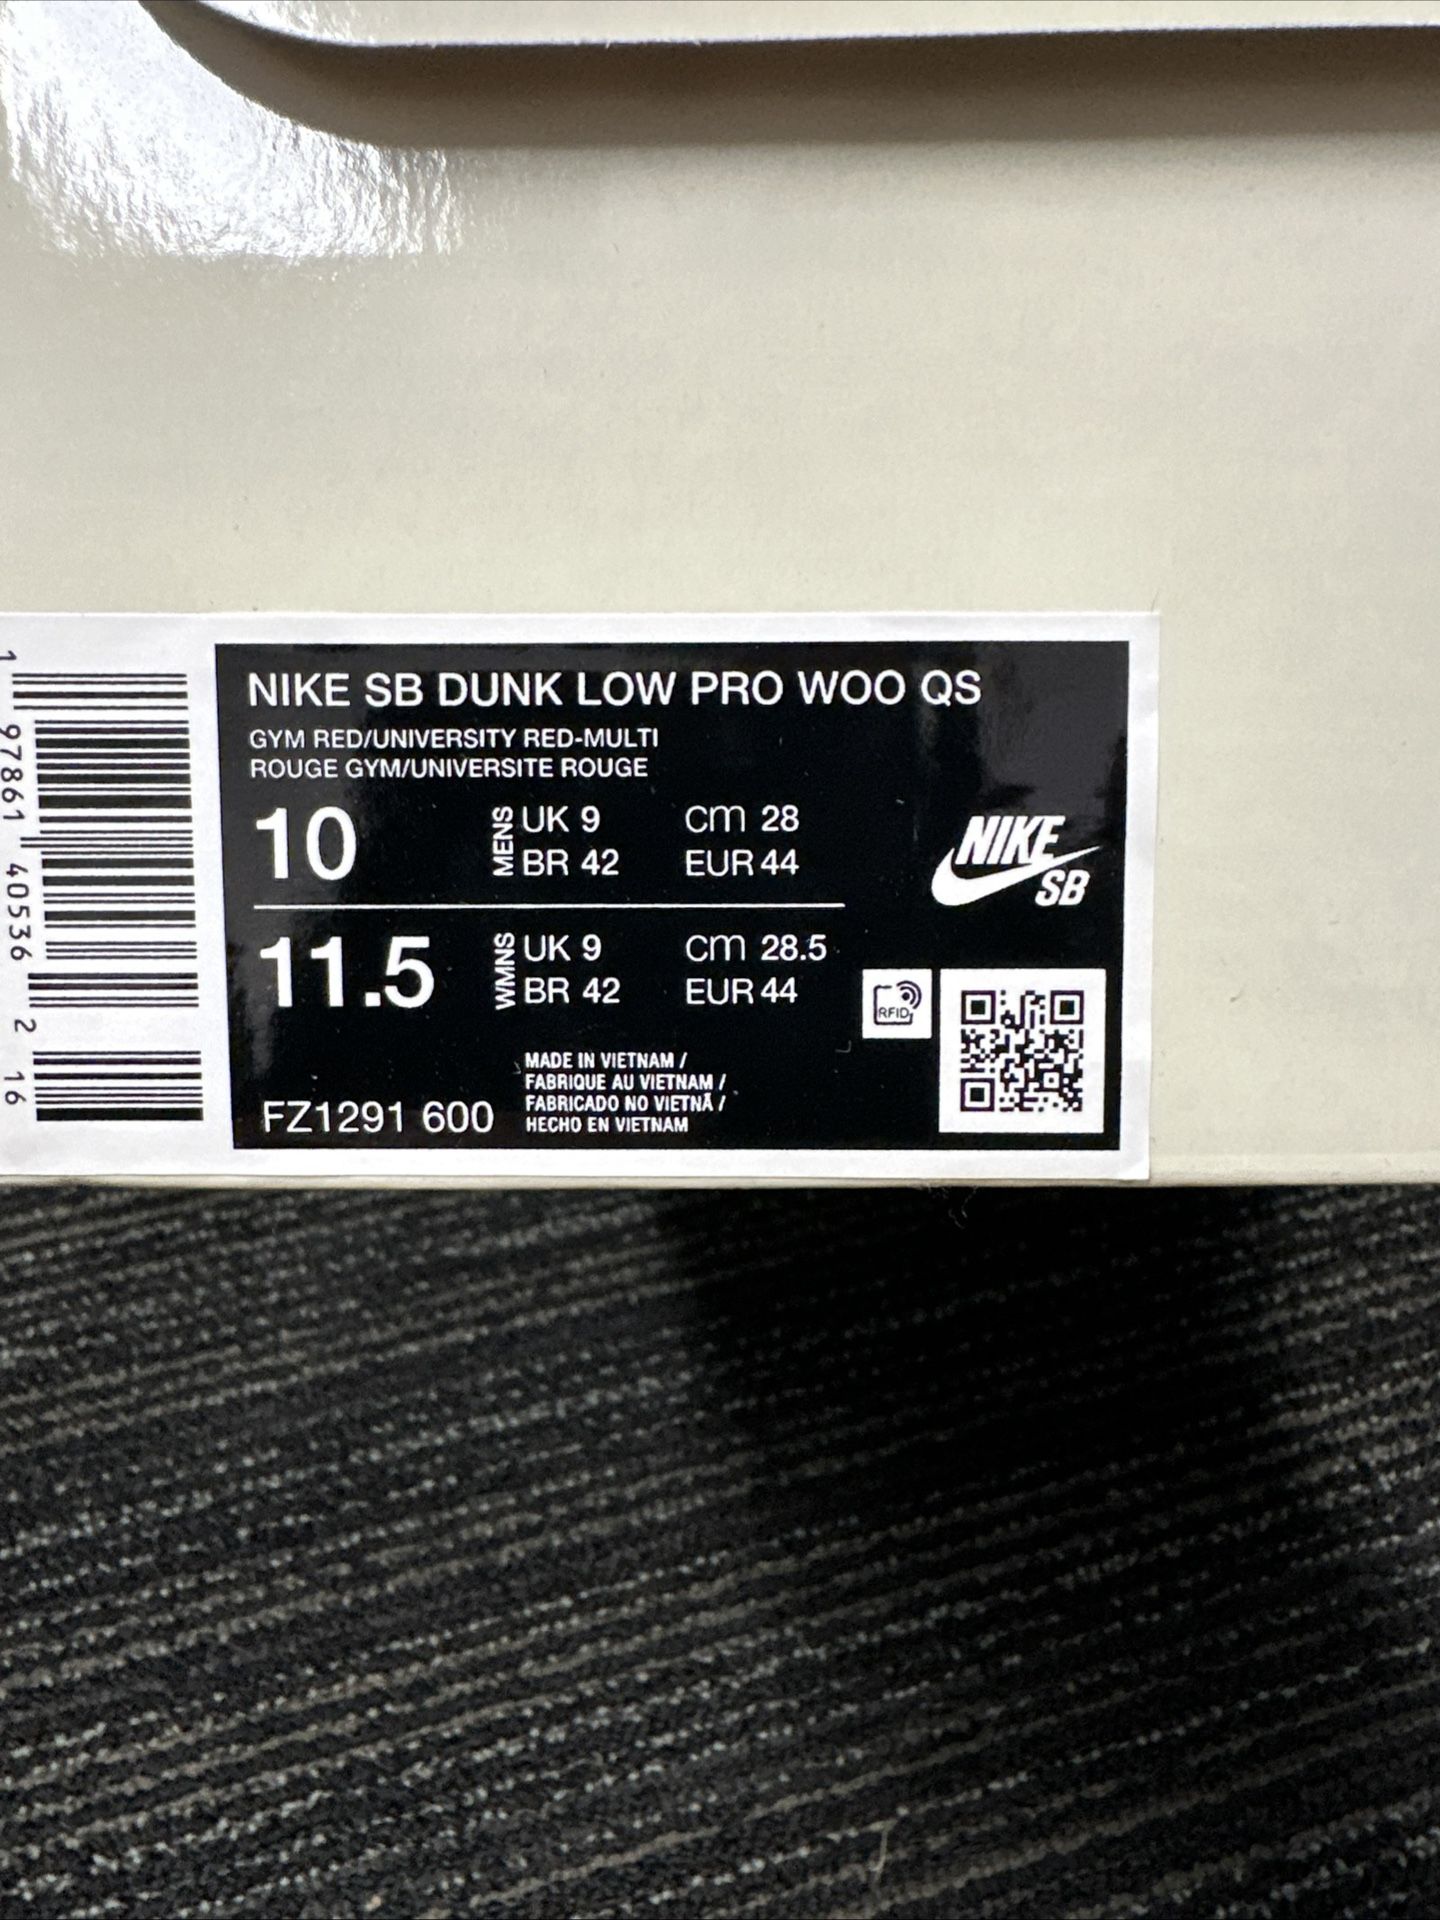 1 97861 40536 2 16
NIKE SB DUNK LOW PRO WOO QS
GYM RED/UNIVERSITY RED-MULTI
ROUGE GYM/UNIVERSITE ROUGE
10 MENS UK 9 CM 28
BR 42 EUR 44
11.5 WMNS UK 9 CM 28.5
BR 42 EUR 44
NIKE
SB
RFID
MADE IN VIETNAM /
FABRIQUE AU VIETNAM /
FABRICADO NO VIETNÃ /
HECHO EN VIETNAM
FZ1291 600